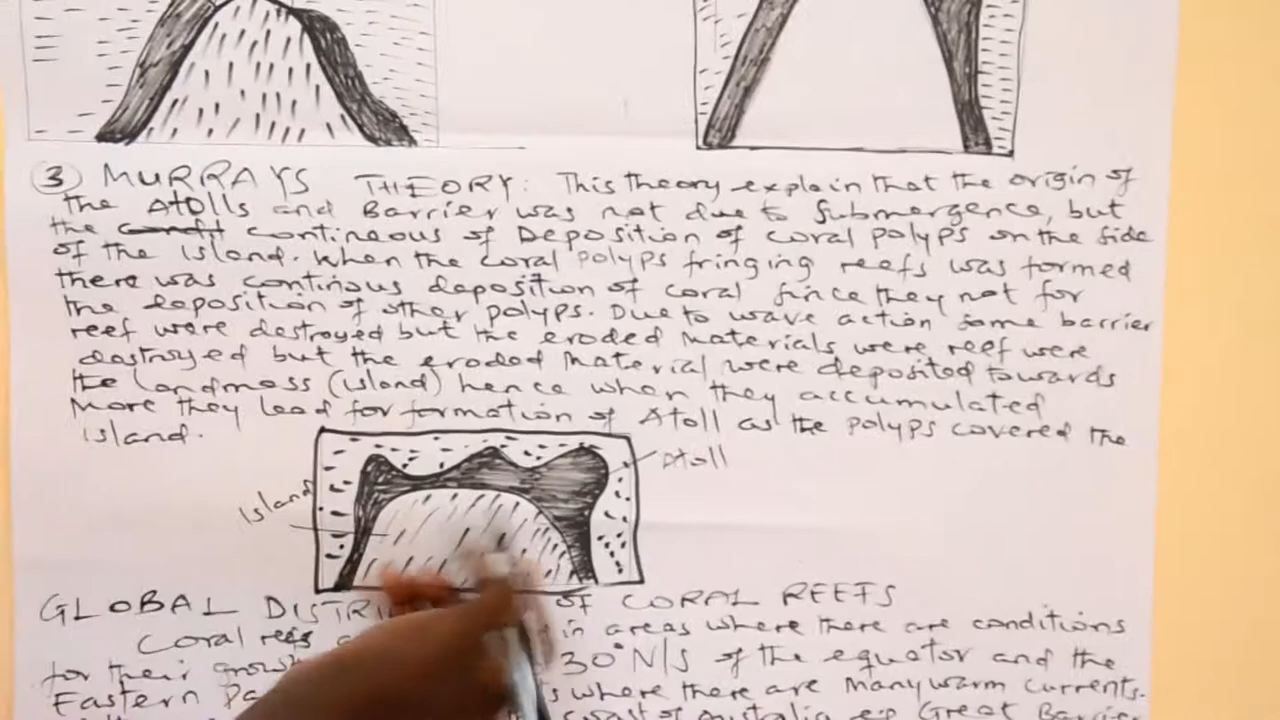 3 MURRAYS THEORY: This theory explain that the origin of
the Atolls and Barrier was not due to Submergence, but
the contineous of Deposition of coral polyps on the side
of the Island. When the coral polyps fringing reefs was formed
there was continous deposition of coral since they not for
the deposition of other polyps. Due to wave action some barrier
reef were destroyed but the eroded materials were reef were
destroyed but the eroded material were deposited towards
the landmass (island) hence when they accumulated
More they lead for formation of Atoll as the polyps covered the
island.
Atoll
Island
GLOBAL OF CORAL REEFS
Coral reefs in areas where there are conditions
for their 30°N/S of the equator and the
Eastern where there are many warm currents.
coast of Australia eg Great Barrier